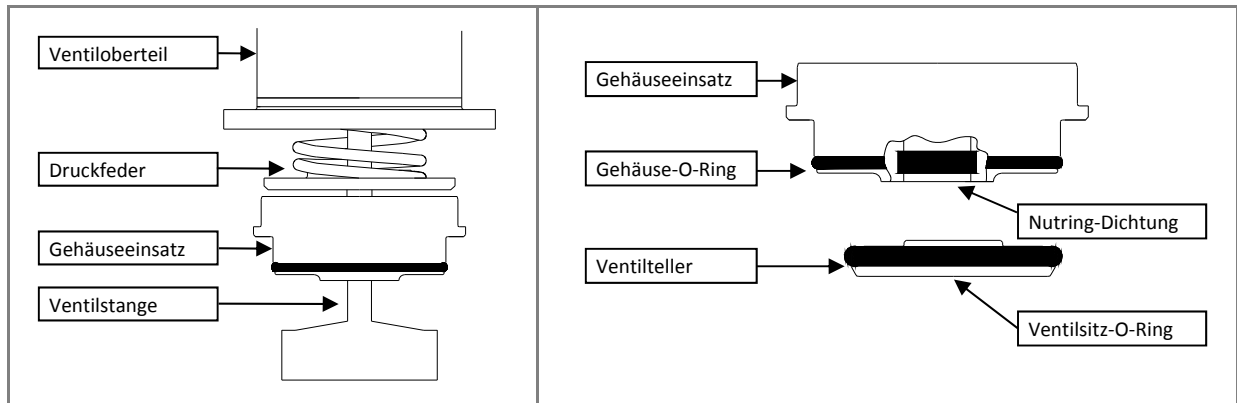 Ventiloberteil
Druckfeder
Gehäuseeinsatz
Ventilstange
Gehäuseeinsatz
Gehäuse-O-Ring
Nutring-Dichtung
Ventilteller
Ventilsitz-O-Ring